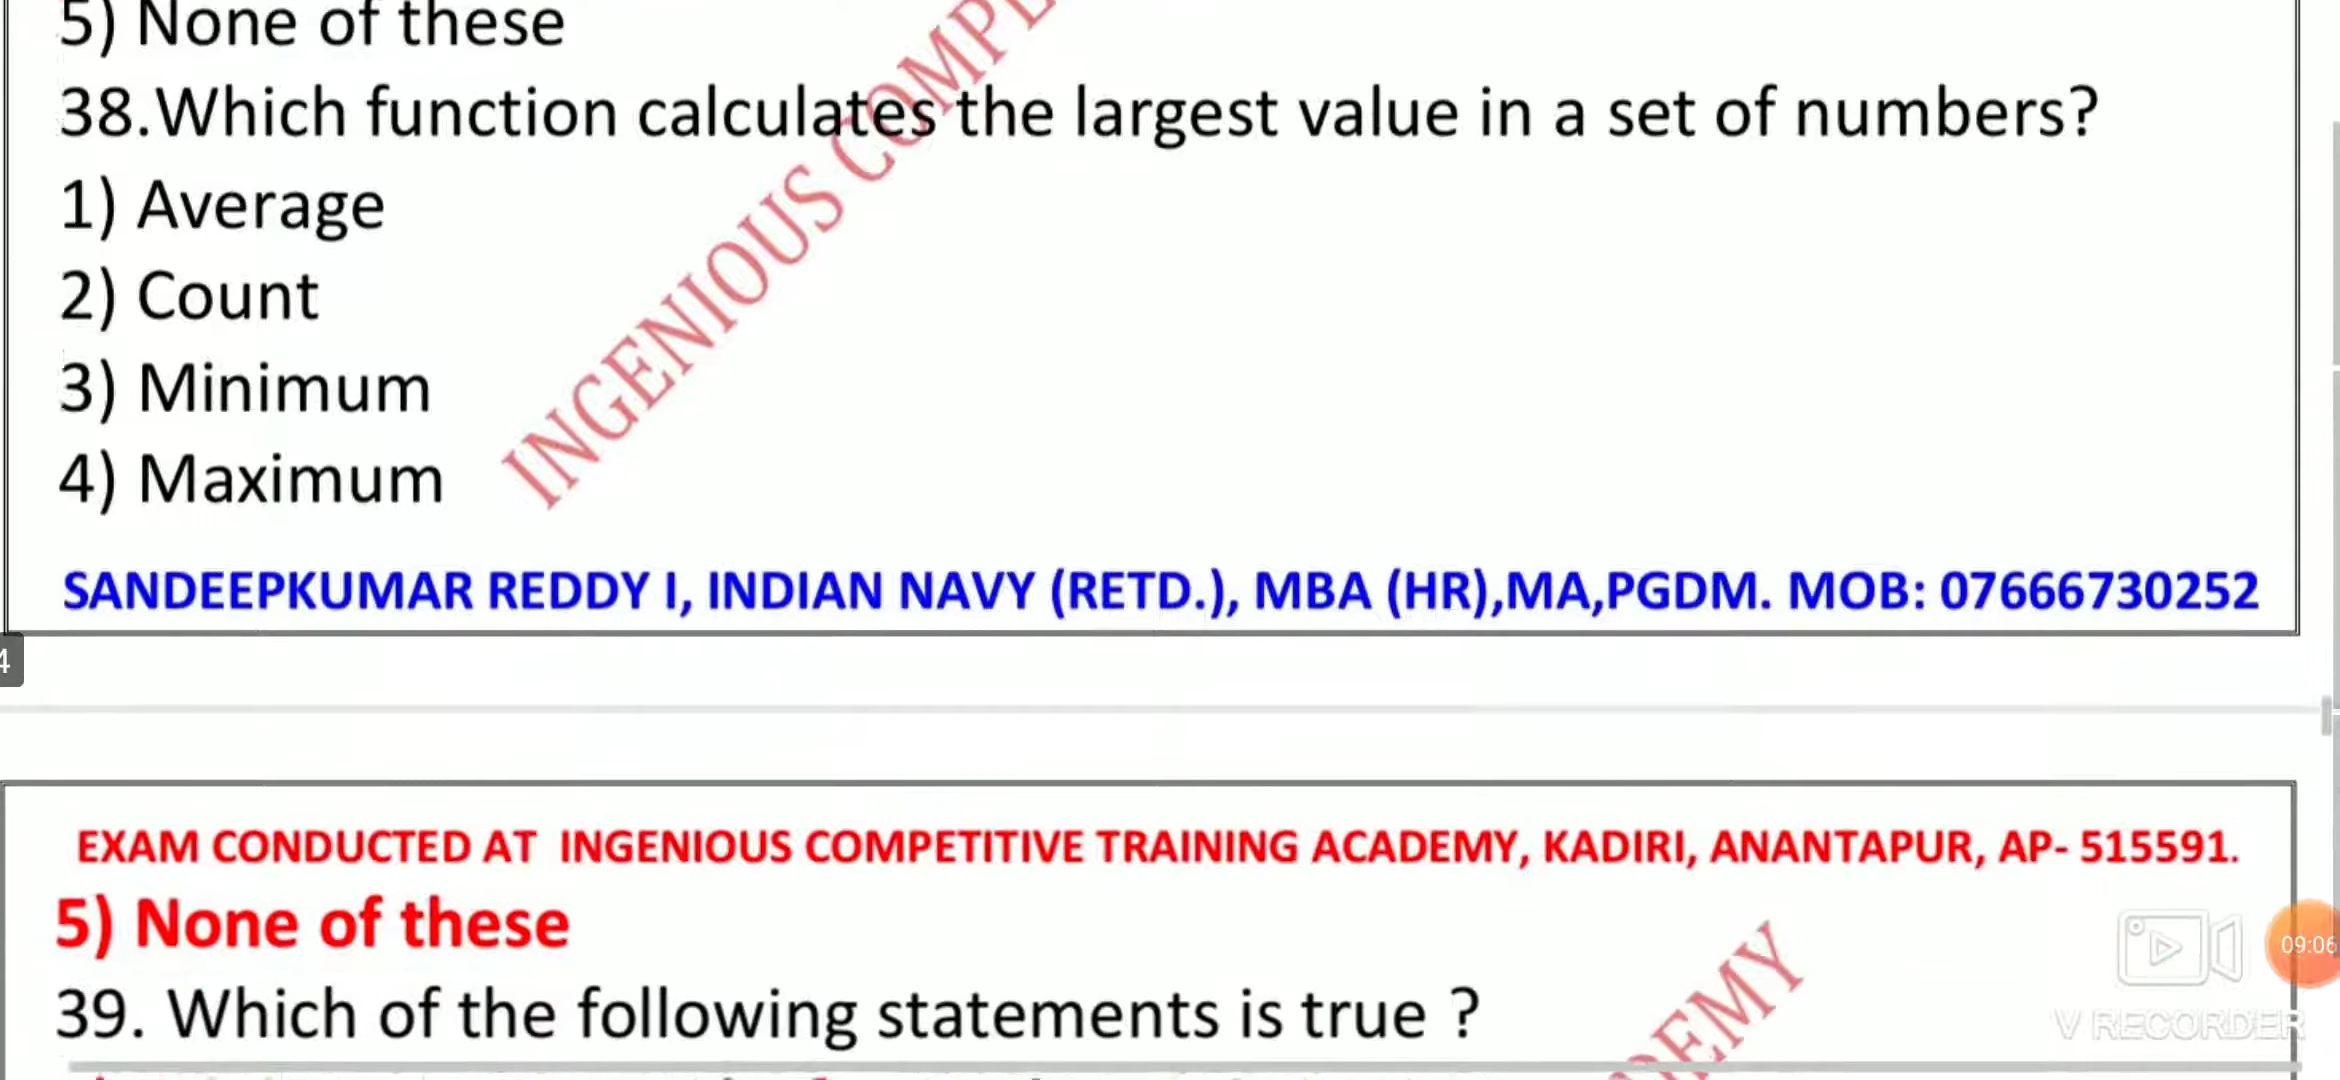 5) None of these
38.Which function calculates the largest value in a set of numbers?
1) Average
2) Count
3) Minimum
4) Maximum
INGENIOUS
SANDEEPKUMAR REDDY I, INDIAN NAVY (RETD.), MBA (HR),MA,PGDM. MOB: 07666730252
4
EXAM CONDUCTED AT INGENIOUS COMPETITIVE TRAINING ACADEMY, KADIRI, ANANTAPUR, AP- 515591.
5) None of these
09:06
39. Which of the following statements is true ?
V RECORDER